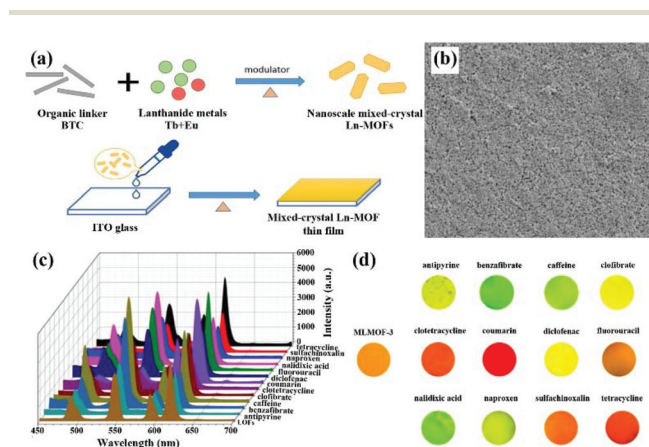 (a)
modulator
Organic linker
BTC
Lanthanide metals
Tb+Eu
Nanoscale mixed-crystal
Ln-MOFs
ITO glass
Mixed-crystal Ln-MOF
thin film
(b)
(c)
6000
5000
4000
3000
2000
1000
0
Intensity (a.u.)
tetracycline
sulfachinoxalin
naproxen
nalidixic acid
fluorouracil
diclofenac
coumarin
clotetracycline
clofibrate
caffeine
benzafibrate
antipyrine
450
500
550
600
650
700
Wavelength (nm)
(d)
antipyrine
benzafibrate
caffeine
clofibrate
MLMOF-3
clotetracycline
coumarin
diclofenac
fluorouracil
nalidixic acid
naproxen
sulfachinoxalin
tetracycline